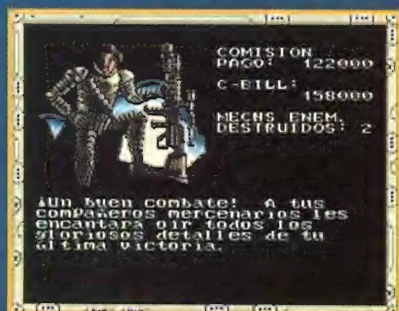 COMISION
PAGO: 122000
C-BILL:
158000
MECHS ENEM.
DESTRUIDOS: 2
¡Un buen combate! A tus
compañeros mercenarios les
encantará oir todos los
gloriosos detalles de tu
última victoria.